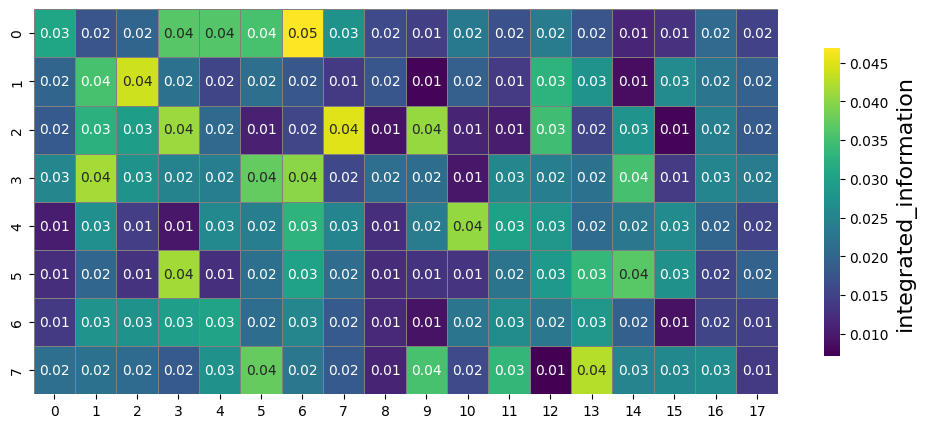 0 0.03 0.02 0.02 0.04 0.04 0.04 0.05 0.03 0.02 0.01 0.02 0.02 0.02 0.02 0.01 0.01 0.02 0.02
1 0.02 0.04 0.04 0.02 0.02 0.02 0.02 0.01 0.02 0.01 0.02 0.01 0.03 0.03 0.01 0.03 0.02 0.02
2 0.02 0.03 0.03 0.04 0.02 0.01 0.02 0.04 0.01 0.04 0.01 0.01 0.03 0.02 0.03 0.01 0.02 0.02
3 0.03 0.04 0.03 0.02 0.02 0.04 0.04 0.02 0.02 0.02 0.01 0.03 0.02 0.02 0.04 0.01 0.03 0.02
4 0.01 0.03 0.01 0.01 0.03 0.02 0.03 0.03 0.01 0.02 0.04 0.03 0.03 0.02 0.02 0.03 0.02 0.02
5 0.01 0.02 0.01 0.04 0.01 0.02 0.03 0.02 0.01 0.01 0.01 0.02 0.03 0.03 0.04 0.03 0.02 0.02
6 0.01 0.03 0.03 0.03 0.03 0.02 0.03 0.02 0.01 0.01 0.02 0.03 0.02 0.03 0.02 0.01 0.02 0.01
7 0.02 0.02 0.02 0.02 0.03 0.04 0.02 0.02 0.01 0.04 0.02 0.03 0.01 0.04 0.03 0.03 0.03 0.01
0 1 2 3 4 5 6 7 8 9 10 11 12 13 14 15 16 17
0.045
0.040
0.035
0.030
0.025
0.020
0.015
0.010
integrated_information